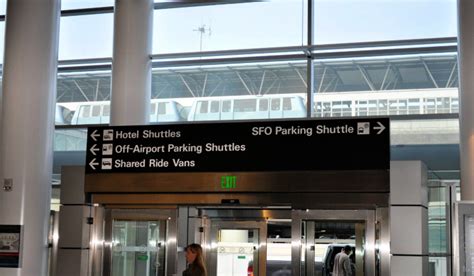 Hotel Shuttles
Off-Airport Parking Shuttles
Shared Ride Vans
SFO Parking Shuttle
EXIT